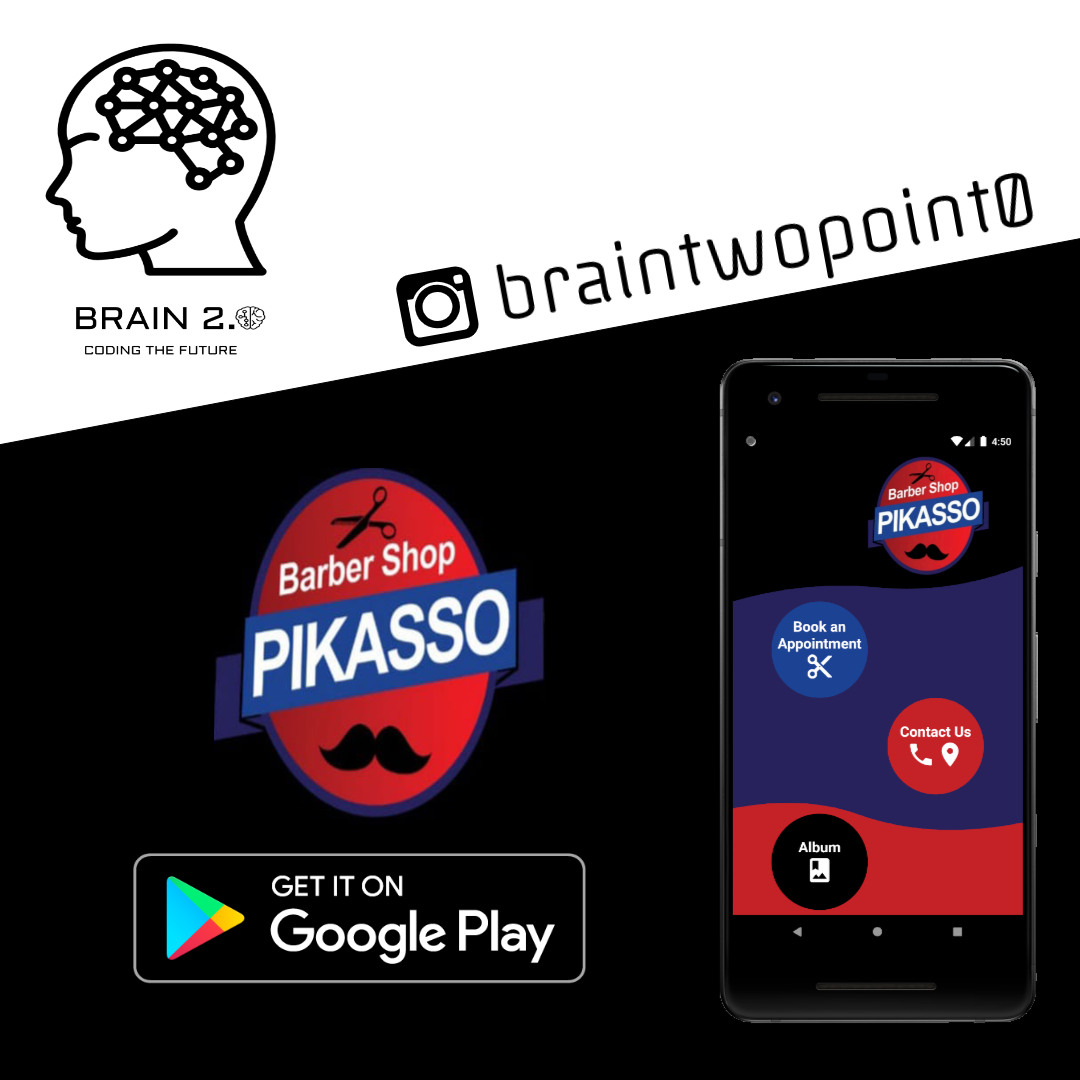 BRAIN 2.0
CODING THE FUTURE
braintwopoint0
Barber Shop
PIKASSO
GET IT ON
Google Play
4:50
Barber Shop
PIKASSO
Book an
Appointment
Contact Us
Album